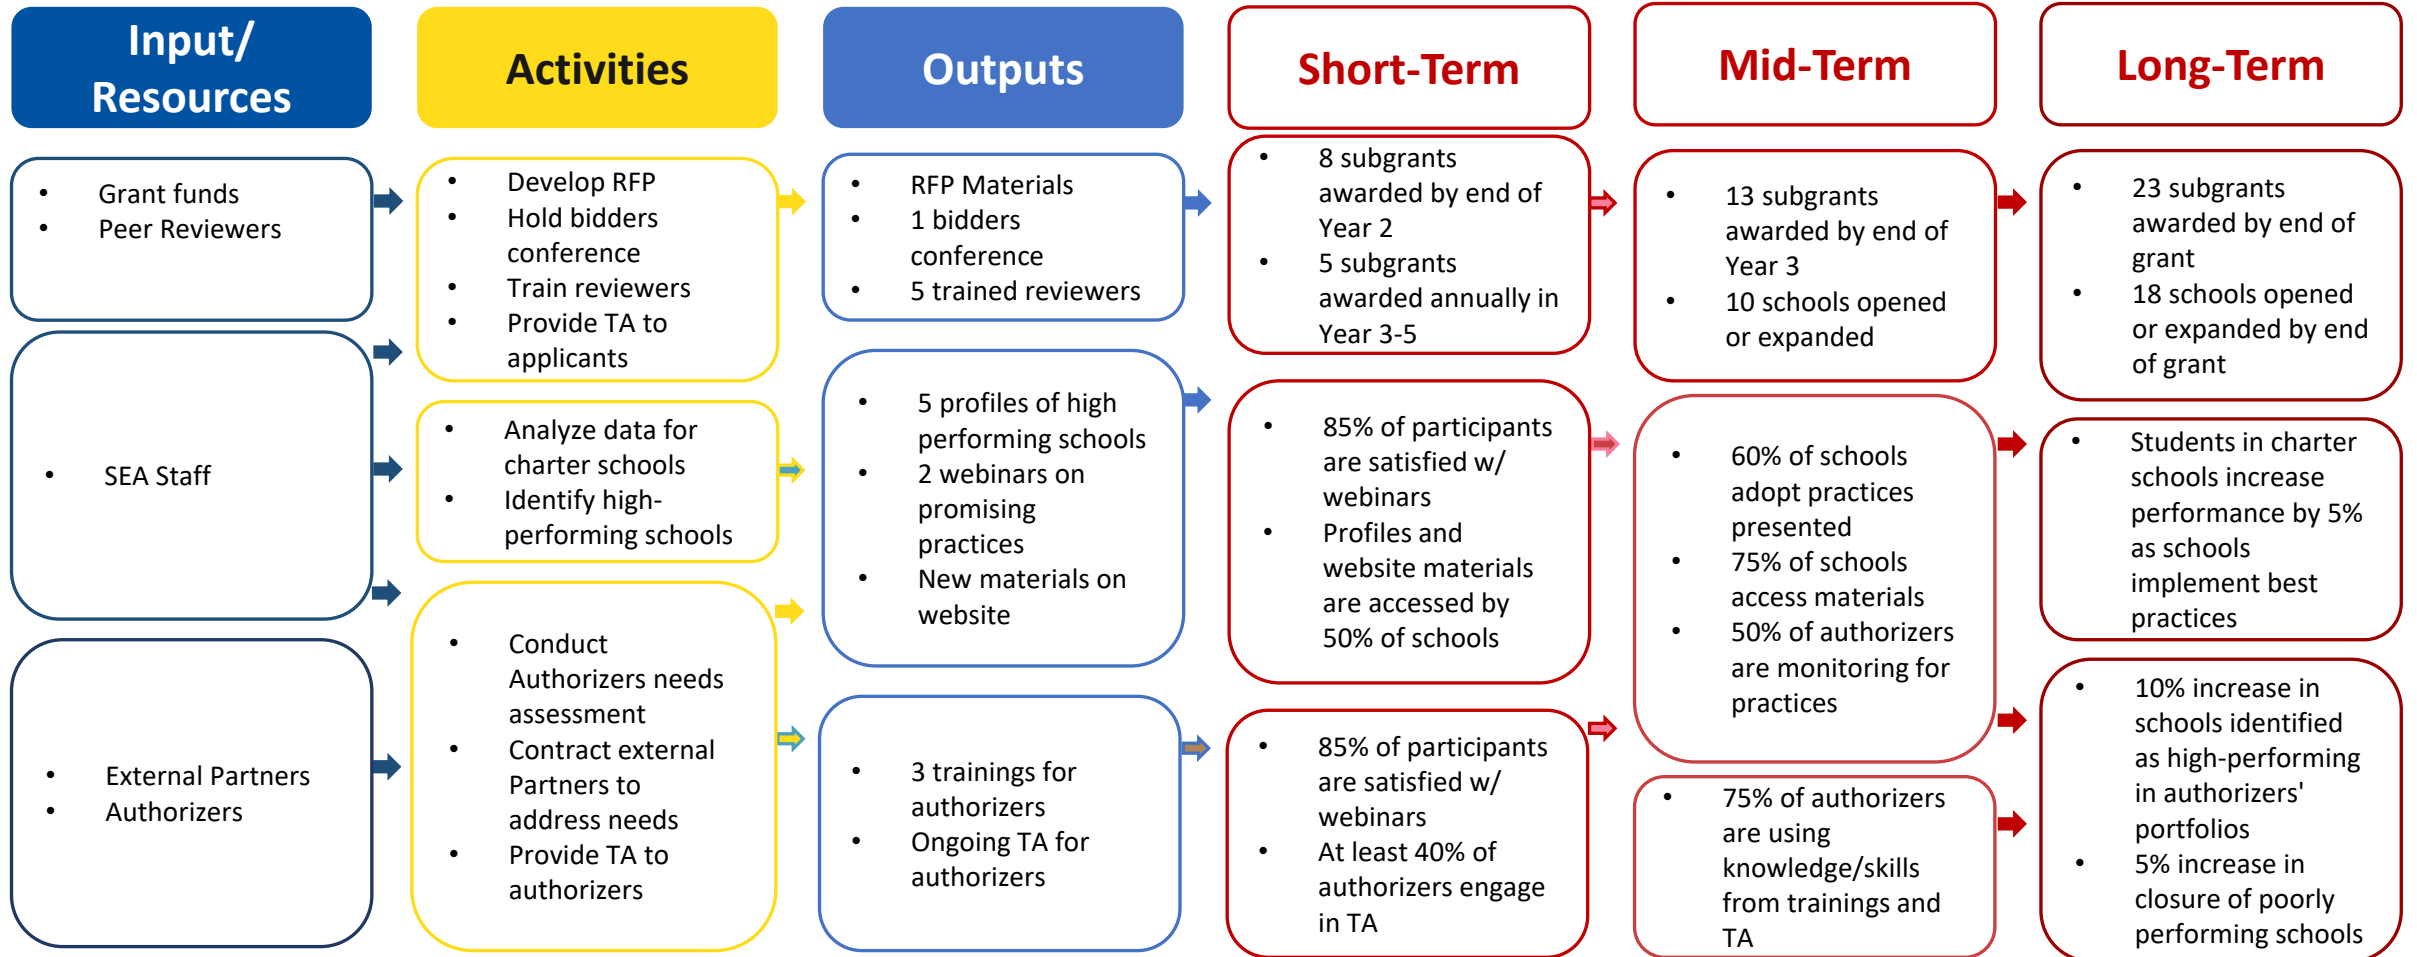 Input/
Resources
Activities
Outputs
Short-Term
Mid-Term
Long-Term
• Grant funds
• Peer Reviewers
• SEA Staff
• External Partners
• Authorizers
• Develop RFP
• Hold bidders
conference
• Train reviewers
• Provide TA to
applicants
• Analyze data for
charter schools
• Identify high-
performing schools
• Conduct
Authorizers needs
assessment
• Contract external
Partners to
address needs
• Provide TA to
authorizers
• RFP Materials
• 1 bidders
conference
• 5 trained reviewers
• 5 profiles of high
performing schools
• 2 webinars on
promising
practices
• New materials on
website
• 3 trainings for
authorizers
• Ongoing TA for
authorizers
• 8 subgrants
awarded by end of
Year 2
• 5 subgrants
awarded annually in
Year 3-5
• 85% of participants
are satisfied w/
webinars
• Profiles and
website materials
are accessed by
50% of schools
• 85% of participants
are satisfied w/
webinars
• At least 40% of
authorizers engage
in TA
• 13 subgrants
awarded by end of
Year 3
• 10 schools opened
or expanded
• 60% of schools
adopt practices
presented
• 75% of schools
access materials
• 50% of authorizers
are monitoring for
practices
• 75% of authorizers
are using
knowledge/skills
from trainings and
TA
• 23 subgrants
awarded by end of
grant
• 18 schools opened
or expanded by end
of grant
• Students in charter
schools increase
performance by 5%
as schools
implement best
practices
• 10% increase in
schools identified
as high-performing
in authorizers'
portfolios
• 5% increase in
closure of poorly
performing schools